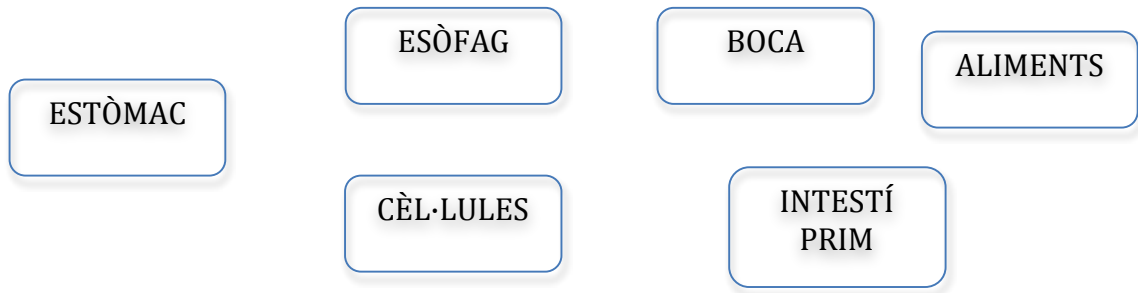 ESÒFAG
BOCA
ALIMENTS
ESTÒMAC
CÈL·LULES
INTESTÍ
PRIM